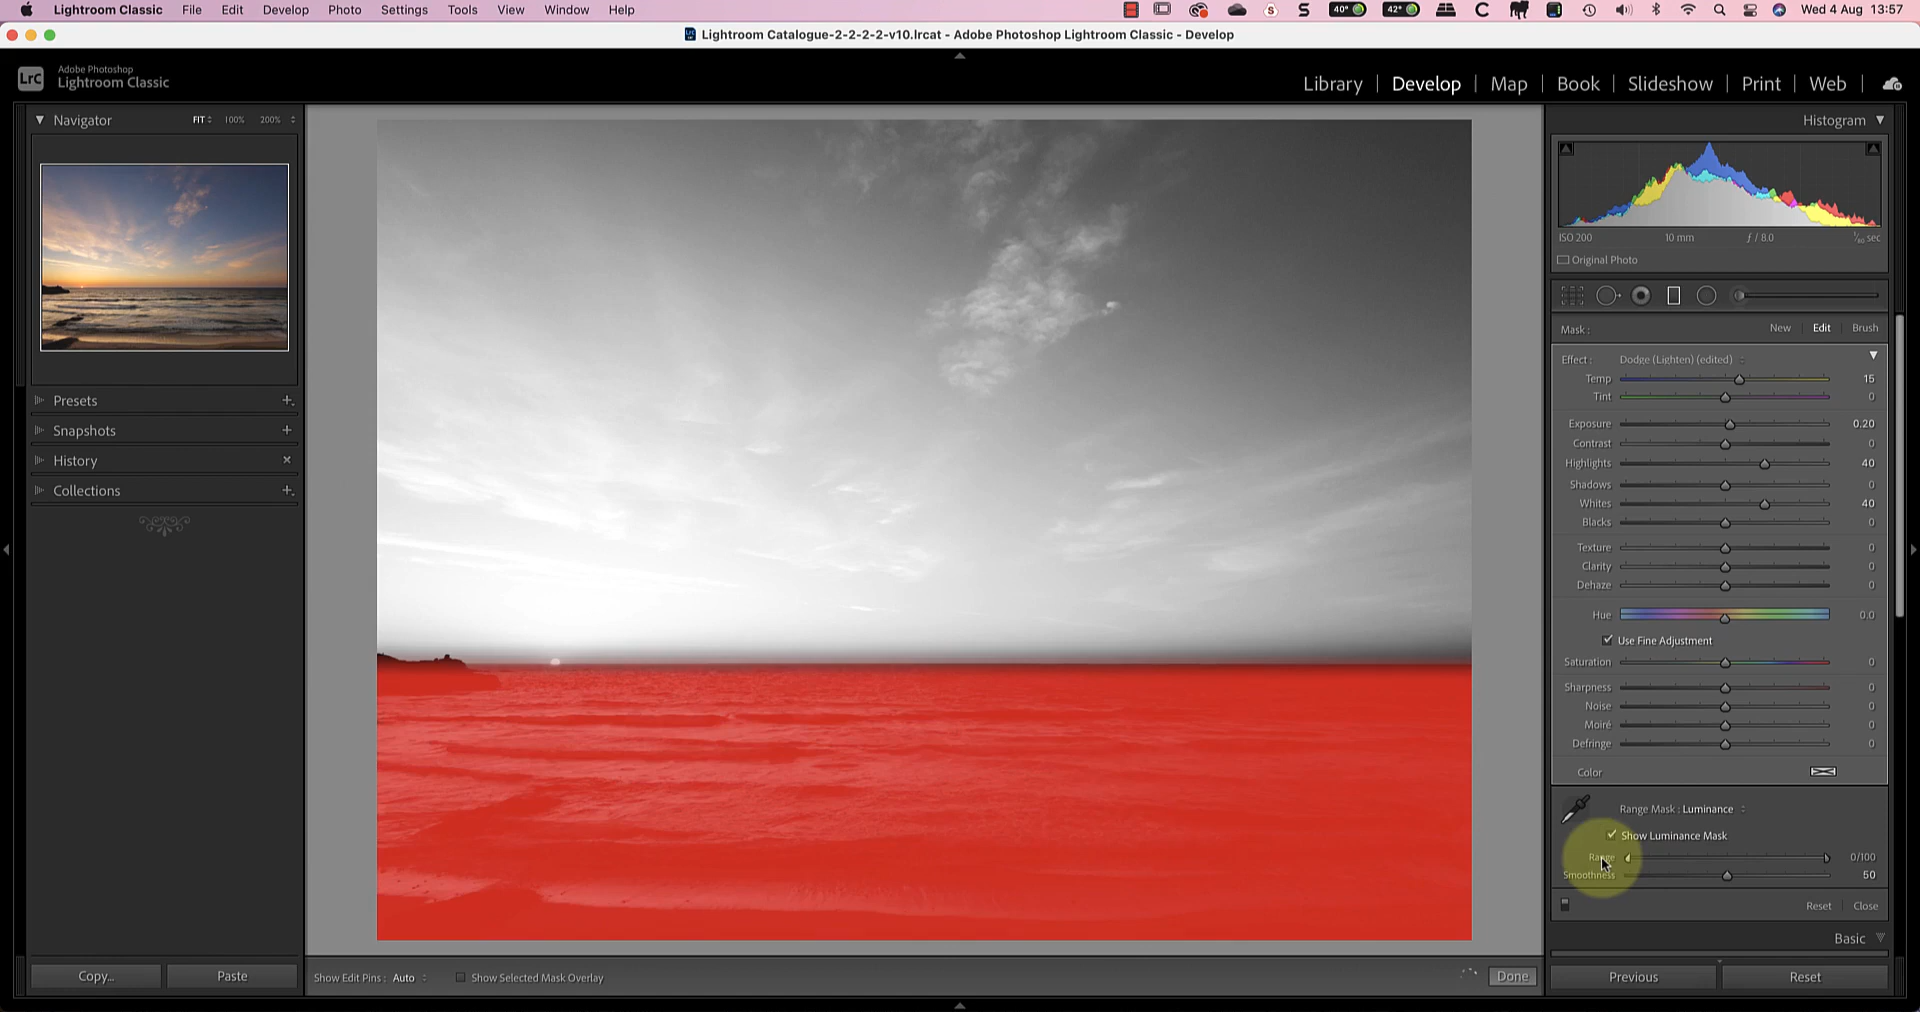 Lightroom Classic File Edit Develop Photo Settings Tools View Window Help 40° 42° Wed 4 Aug 13:57
Lightroom Catalogue-2-2-2-2-v10.lrcat - Adobe Photoshop Lightroom Classic - Develop
LrC
Adobe Photoshop
Lightroom Classic
Library | Develop | Map | Book | Slideshow | Print | Web
Navigator FIT 100% 200%
Presets
Snapshots
History
Collections
Copy... Paste
Show Edit Pins : Auto Show Selected Mask Overlay Done
Histogram
ISO 200 10 mm ƒ / 8.0 sec
Original Photo
Mask : New Edit Brush
Effect : Dodge (Lighten) (edited)
Temp 15
Tint 0
Exposure 0.20
Contrast 0
Highlights 40
Shadows 0
Whites 40
Blacks 0
Texture 0
Clarity 0
Dehaze 0
Hue 0.0
Use Fine Adjustment
Saturation 0
Sharpness 0
Noise 0
Moiré 0
Defringe 0
Color
Range Mask : Luminance
Show Luminance Mask
Range 0/100
Smoothness 50
Reset Close
Basic
Previous Reset